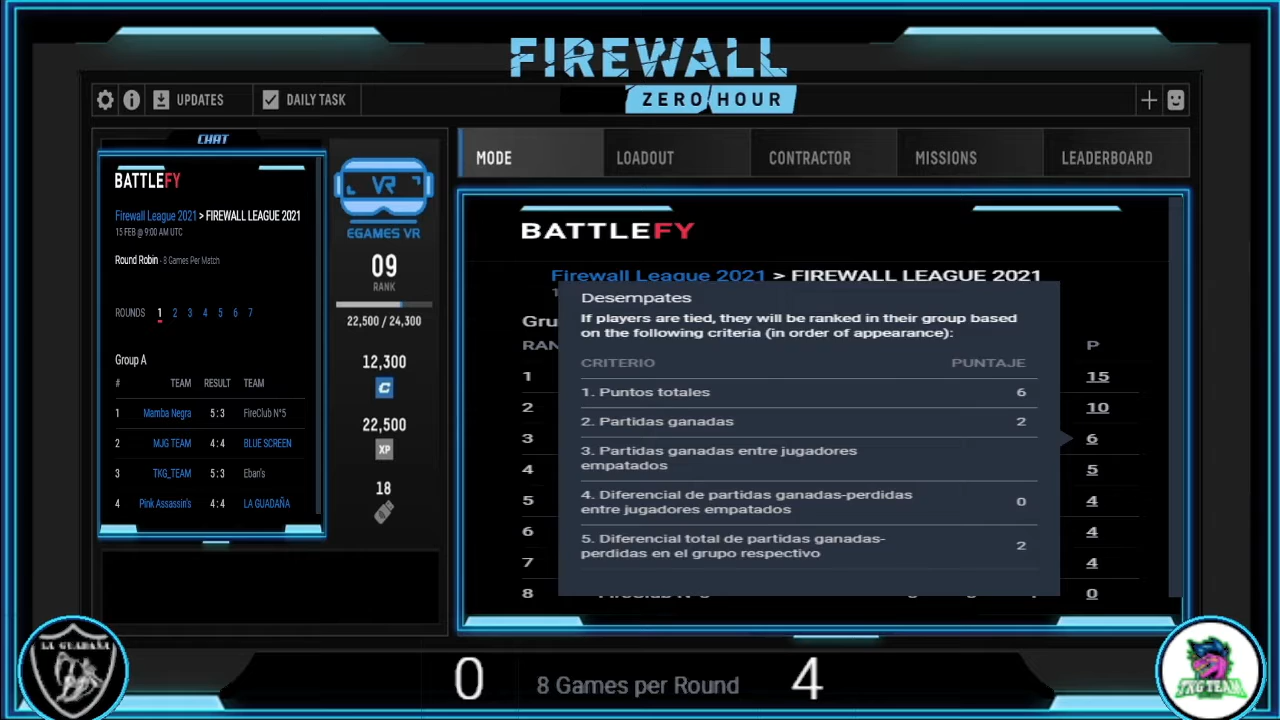 FIREWALL
ZERO HOUR
UPDATES
DAILY TASK
CHAT
BATTLEFY
Firewall League 2021 > FIREWALL LEAGUE 2021
15 FEB @ 9:00 AM UTC
Round Robin - 8 Games Per Match
ROUNDS 1 2 3 4 5 6 7
Group A
# TEAM RESULT TEAM
1 Mamba Negra 5 : 3 FireClub N°5
2 MJG TEAM 4 : 4 BLUE SCREEN
3 TKG_TEAM 5 : 3 Eban's
4 Pink Assassin's 4 : 4 LA GUADAÑA
VR
EGAMES VR
09
RANK
22,500 / 24,300
12,300
C
22,500
XP
18
MODE
LOADOUT
CONTRACTOR
MISSIONS
LEADERBOARD
BATTLEFY
Firewall League 2021 > FIREWALL LEAGUE 2021
Gru
RAN P
1 15
2 10
3 6
4 5
5 4
6 4
7 4
8 0
Desempates
If players are tied, they will be ranked in their group based
on the following criteria (in order of appearance):
CRITERIO PUNTAJE
1. Puntos totales 6
2. Partidas ganadas 2
3. Partidas ganadas entre jugadores
empatados
4. Diferencial de partidas ganadas-perdidas
entre jugadores empatados 0
5. Diferencial total de partidas ganadas-
perdidas en el grupo respectivo 2
LA GUADAÑA
0 8 Games per Round 4
TKG TEAM